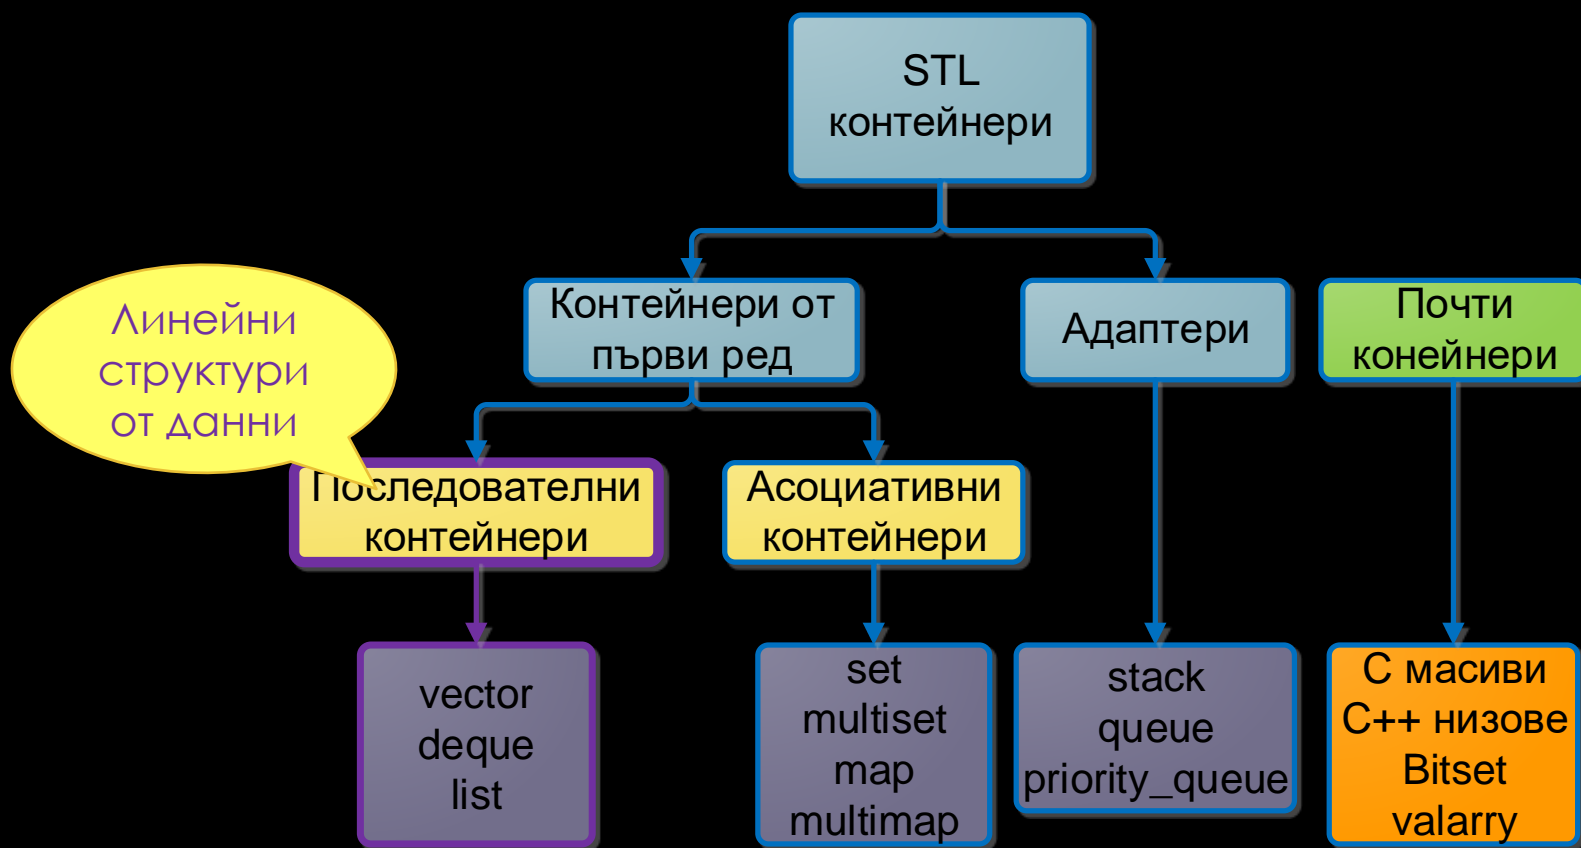 STL
контейнери
Контейнери от
първи ред
Адаптери
Почти
конейнери
Линейни
структури
от данни
Последователни
контейнери
Асоциативни
контейнери
vector
deque
list
set
multiset
map
multimap
stack
queue
priority_queue
C масиви
C++ низове
Bitset
valarry